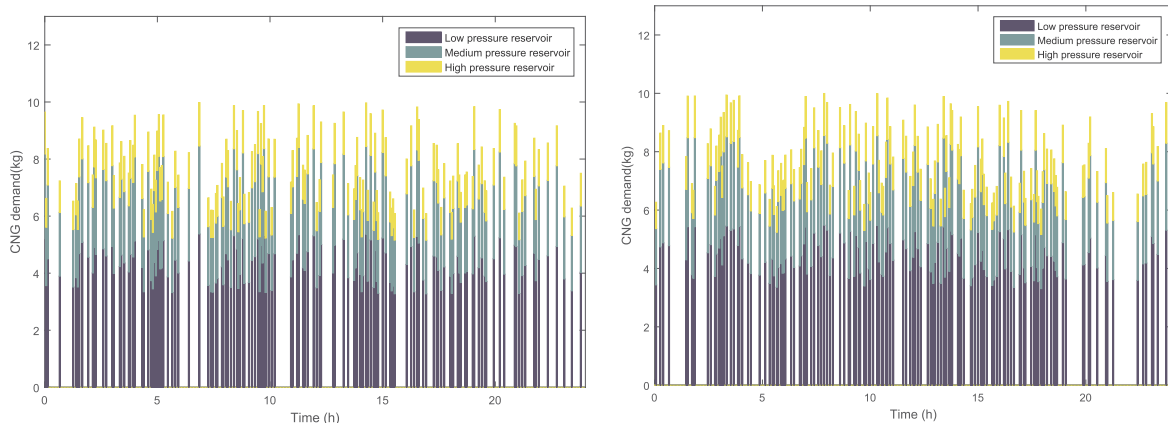 12
10
8
6
4
2
0
CNG demand(kg)
Low pressure reservoir
Medium pressure reservoir
High pressure reservoir
0 5 10 15 20
Time (h)
12
10
8
6
4
2
0
CNG demand(kg)
Low pressure reservoir
Medium pressure reservoir
High pressure reservoir
0 5 10 15 20
Time (h)